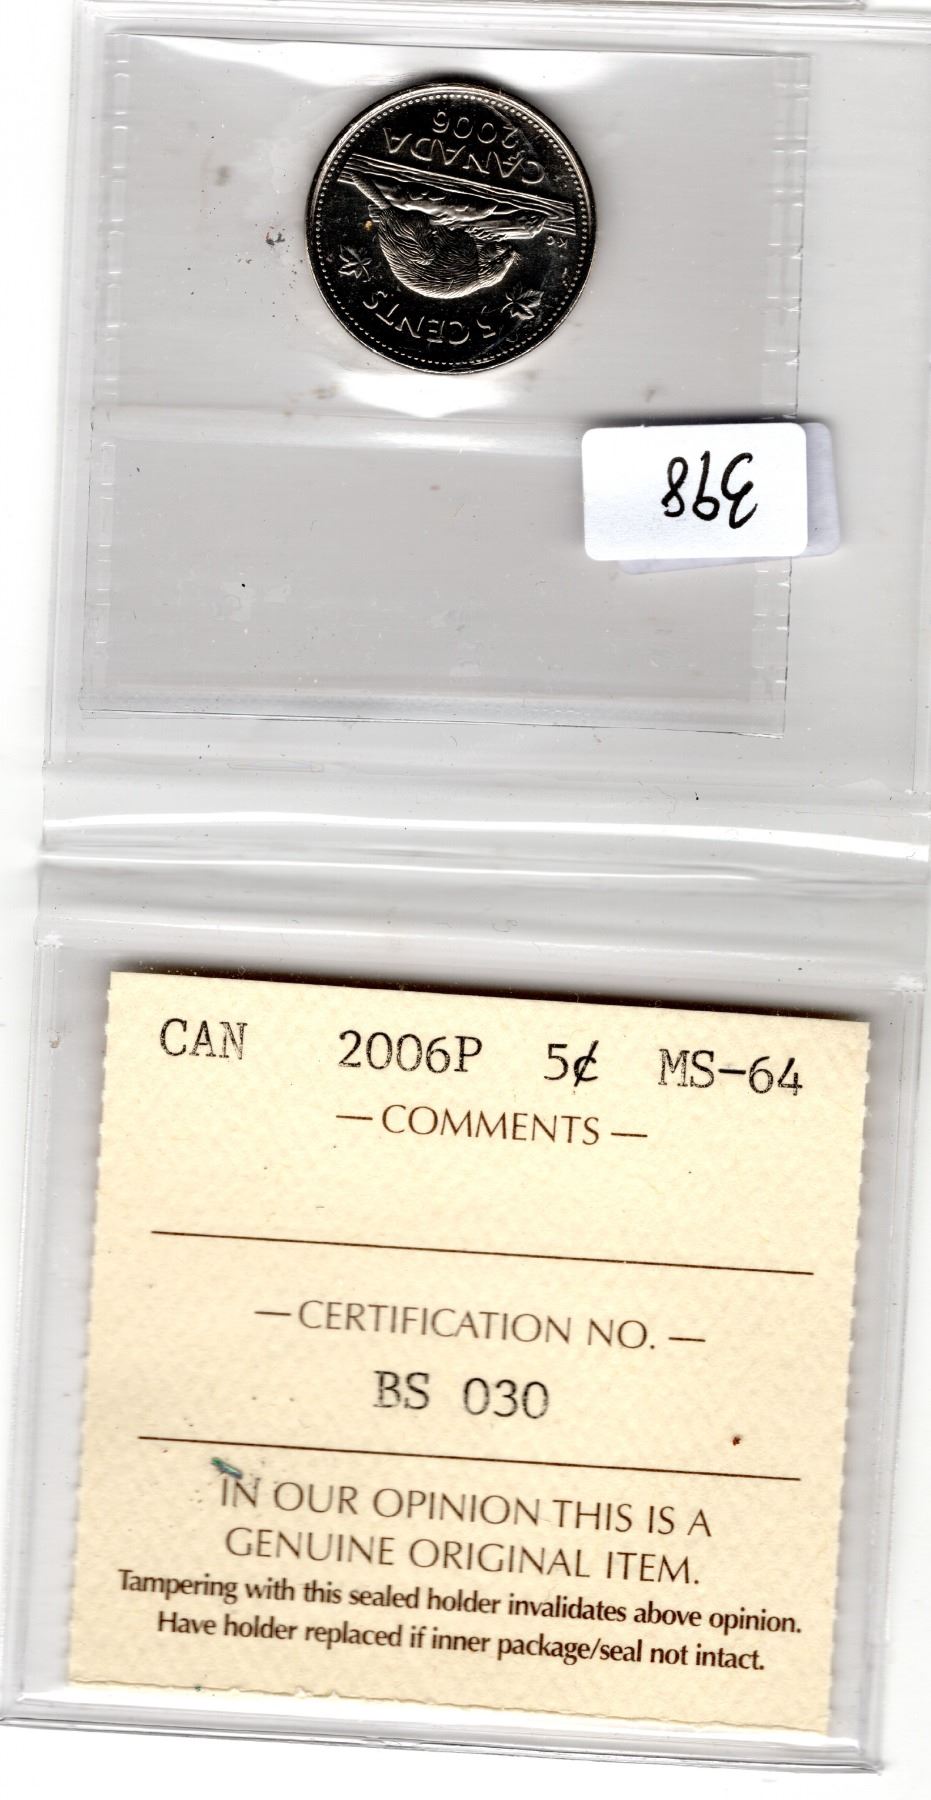 5 CENTS
KG
CANADA
2006
398
CAN 2006P 5¢ MS-64
—COMMENTS—
—CERTIFICATION NO.—
BS 030
IN OUR OPINION THIS IS A
GENUINE ORIGINAL ITEM.
Tampering with this sealed holder invalidates above opinion.
Have holder replaced if inner package/seal not intact.